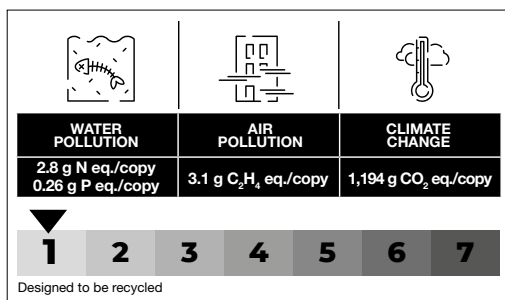 WATER
POLLUTION
AIR
POLLUTION
CLIMATE
CHANGE
2.8 g N eq./copy
0.26 g P eq./copy
3.1 g C₂H₄ eq./copy
1,194 g CO₂ eq./copy
1 2 3 4 5 6 7
Designed to be recycled